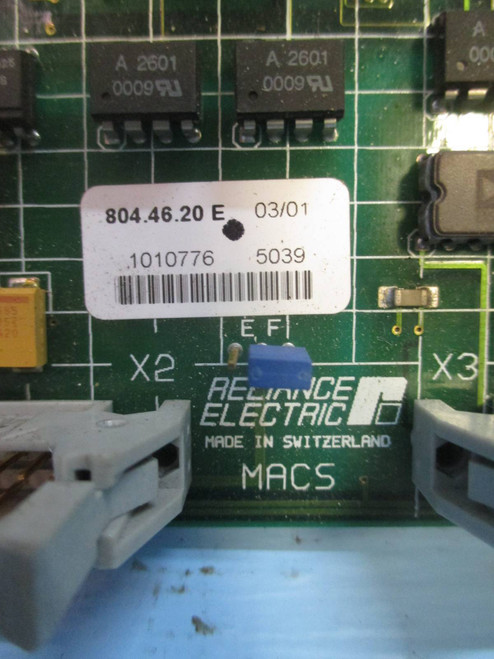 A 2601
0009
A 2601
0009
A
804.46.20 E 03/01
1010776 5039
E F
X2
X3
RELIANCE
ELECTRIC
MADE IN SWITZERLAND
MACS